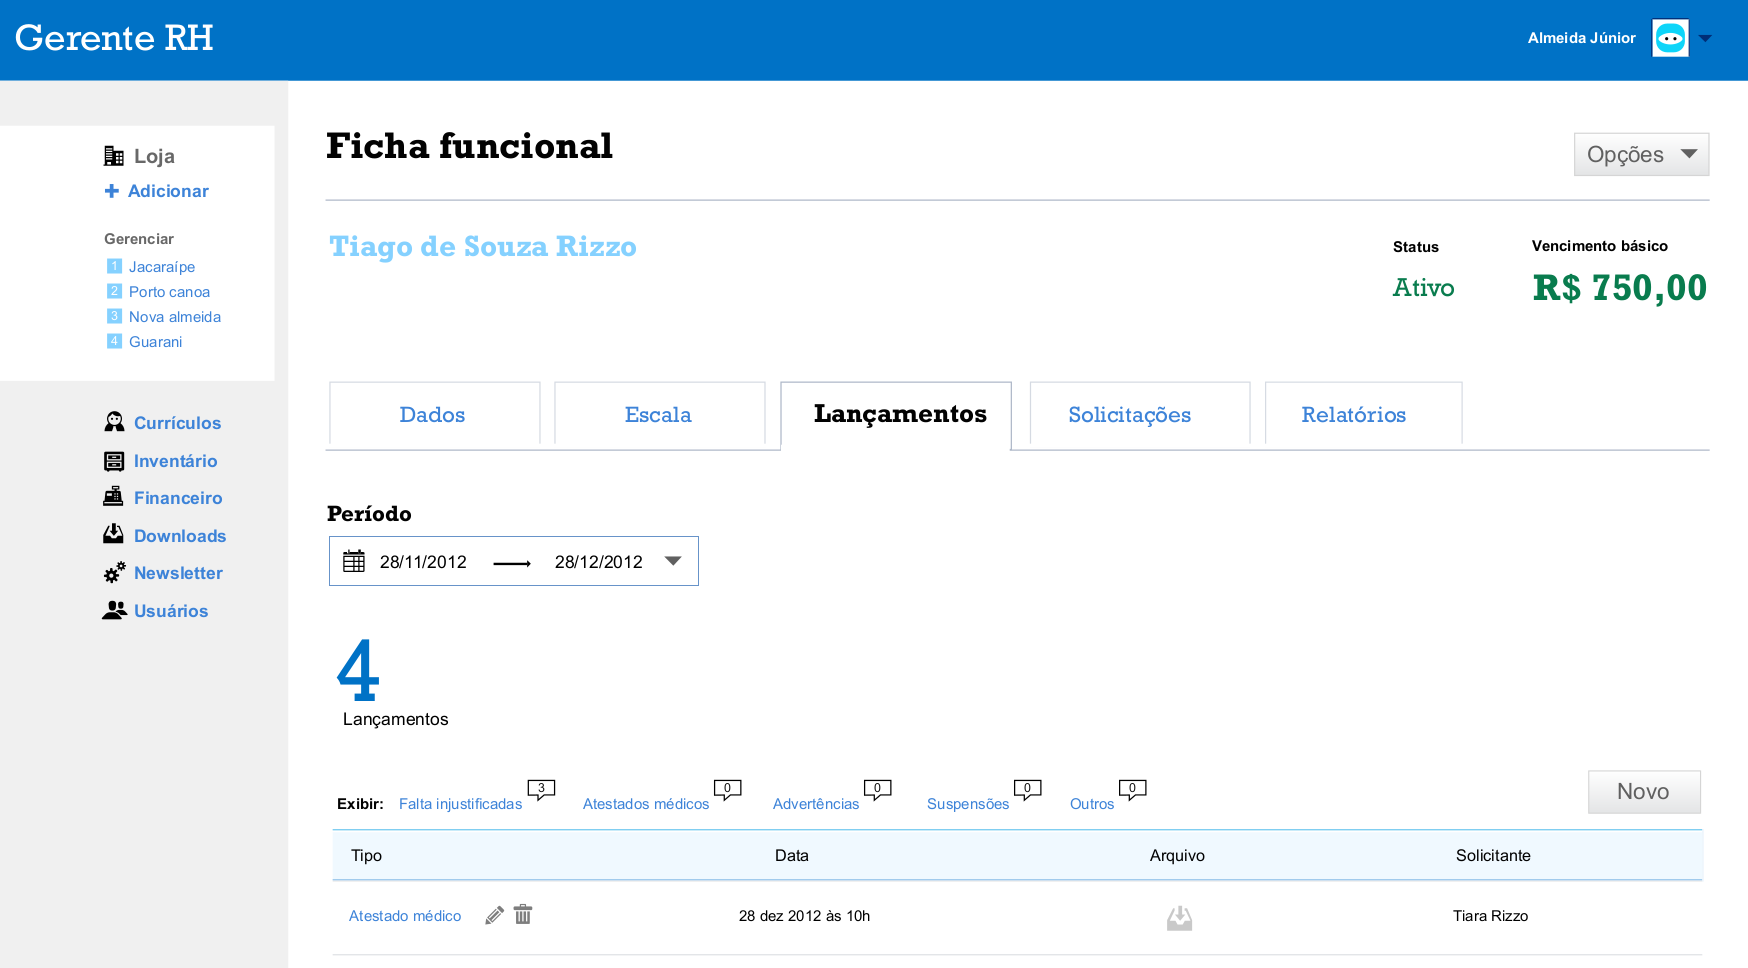 Gerente RH
Almeida Júnior
Loja
Adicionar
Gerenciar
1 Jacaraípe
2 Porto canoa
3 Nova almeida
4 Guarani
Currículos
Inventário
Financeiro
Downloads
Newsletter
Usuários
Ficha funcional
Opções
Tiago de Souza Rizzo
Status
Ativo
Vencimento básico
R$ 750,00
Dados Escala Lançamentos Solicitações Relatórios
Período
28/11/2012 28/12/2012
4
Lançamentos
Exibir: Falta injustificadas 3 Atestados médicos 0 Advertências 0 Suspensões 0 Outros 0
Novo
Tipo Data Arquivo Solicitante
Atestado médico 28 dez 2012 às 10h Tiara Rizzo